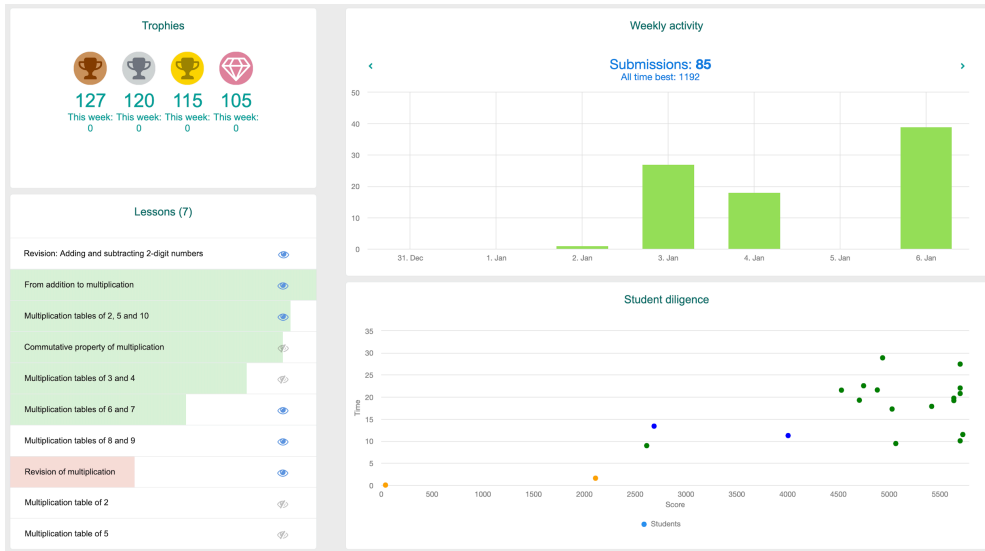 Trophies
127 120 115 105
This week: This week: This week: This week:
0 0 0 0
Lessons (7)
Revision: Adding and subtracting 2-digit numbers
From addition to multiplication
Multiplication tables of 2, 5 and 10
Commutative property of multiplication
Multiplication tables of 3 and 4
Multiplication tables of 6 and 7
Multiplication tables of 8 and 9
Revision of multiplication
Multiplication table of 2
Multiplication table of 5
Weekly activity
‹ Submissions: 85 ›
All time best: 1192
50
40
30
20
10
0
31. Dec 1. Jan 2. Jan 3. Jan 4. Jan 5. Jan 6. Jan
Student diligence
35
30
25
20
15
10
5
0
Time
0 500 1000 1500 2000 2500 3000 3500 4000 4500 5000 5500
Score
Students